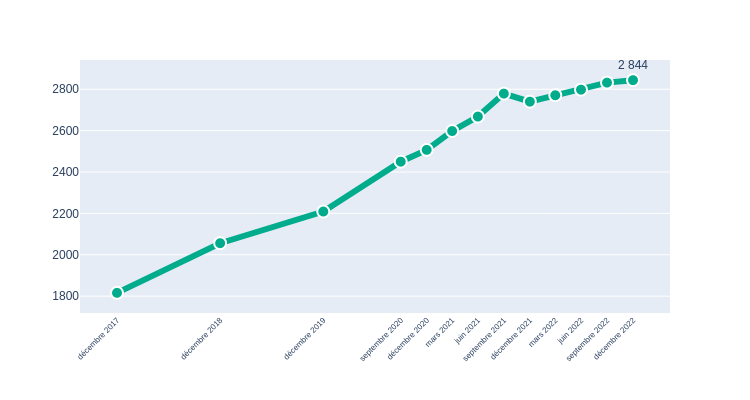 2 844
2800
2600
2400
2200
2000
1800
décembre 2017
décembre 2018
décembre 2019
septembre 2020
décembre 2020
mars 2021
juin 2021
septembre 2021
décembre 2021
mars 2022
juin 2022
septembre 2022
décembre 2022